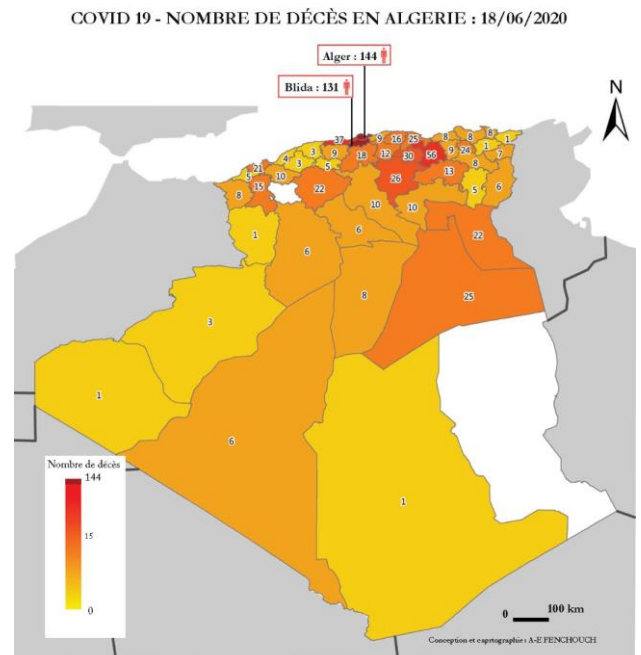 COVID 19 - NOMBRE DE DÉCÈS EN ALGERIE : 18/06/2020
Alger : 144
Blida : 131
N
37 9 16 25 8 8 8 1
3 9 18 12 30 56 9 24 1 7
4 3 5 26 13 8
21 10 22 5 6
5 15
8 10 10
1 6 6 22
3 8 25
1
6
1
Nombre de décès
144
15
0
0 100 km
Conception et caprtographie : A-E FENCHOUCH